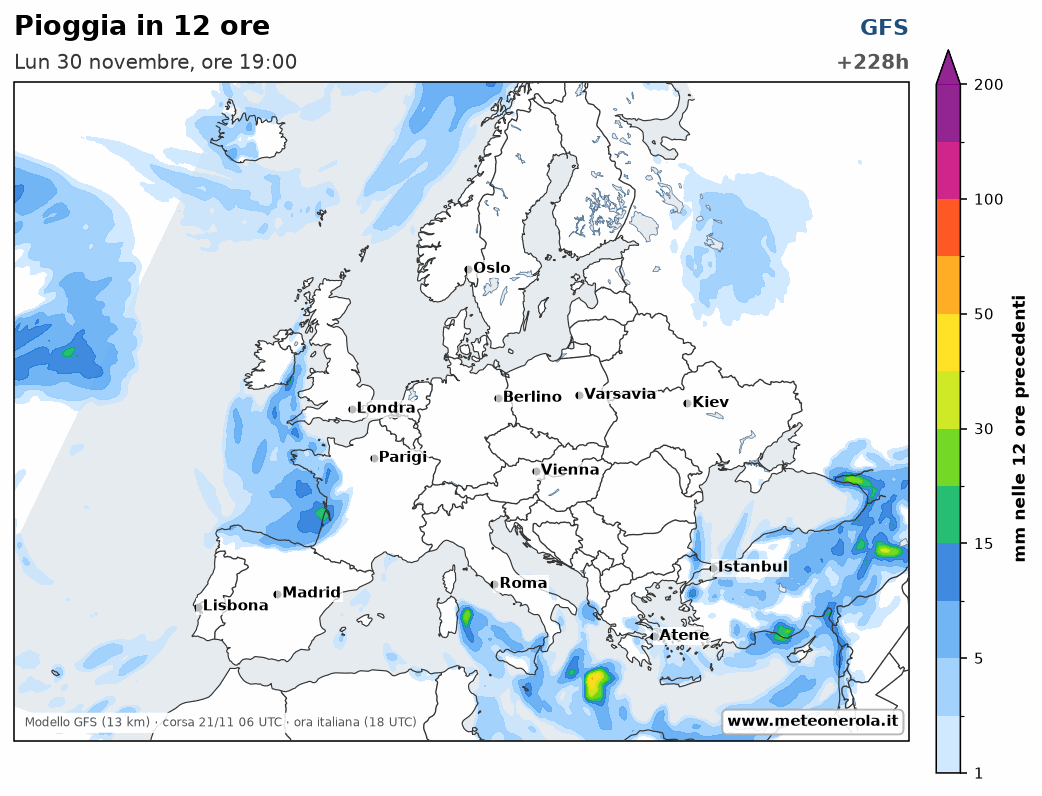 Pioggia in 12 ore
GFS
Lun 30 novembre, ore 19:00
+228h
200
100
50
30
15
5
1
mm nelle 12 ore precedenti
Oslo
Berlino
Varsavia
Kiev
Londra
Parigi
Vienna
Istanbul
Roma
Madrid
Lisbona
Atene
Modello GFS (13 km) · corsa 21/11 06 UTC · ora italiana (18 UTC)
www.meteonerola.it